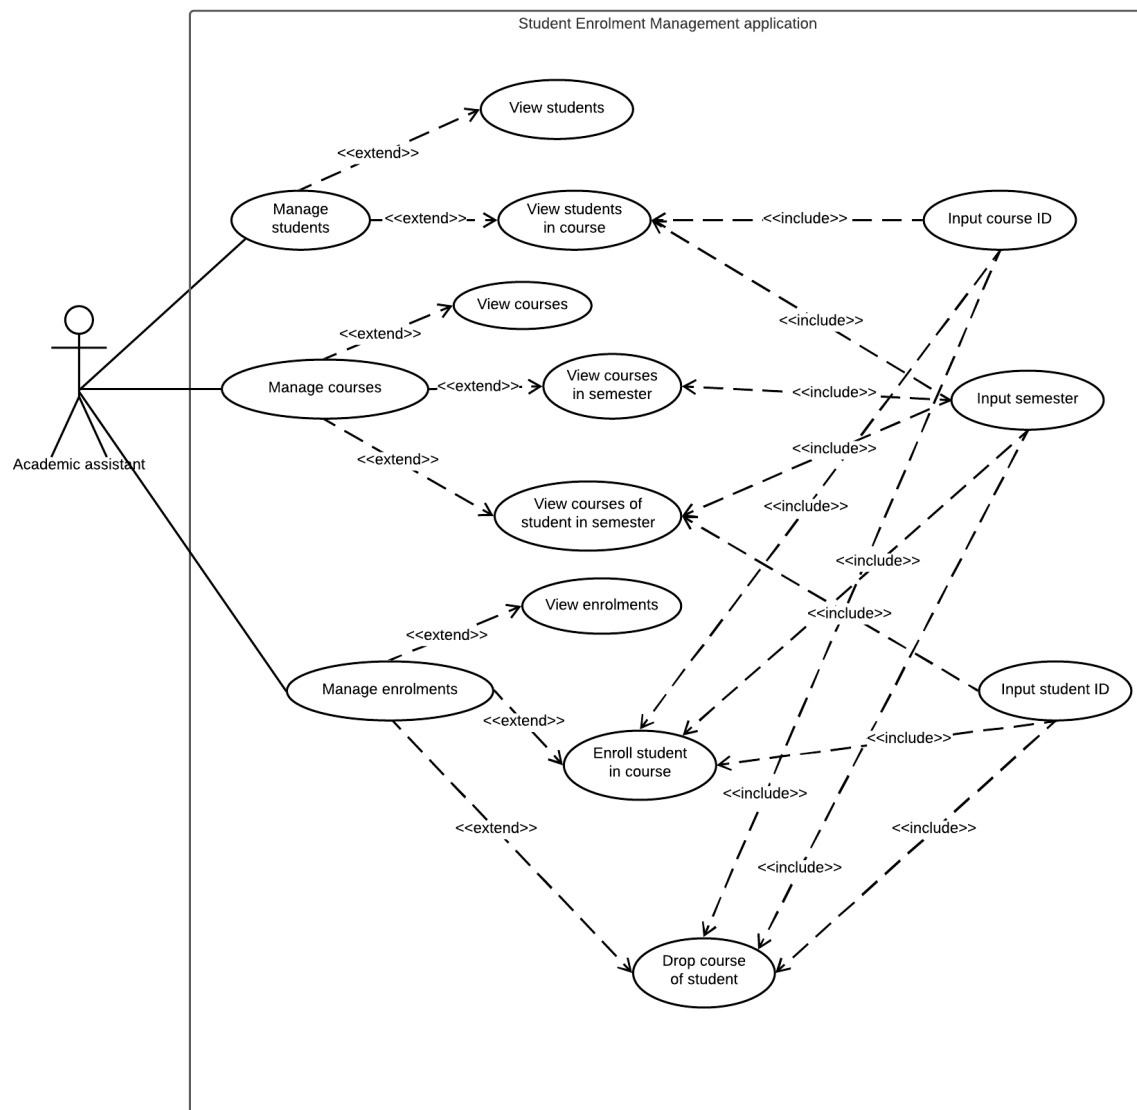 Student Enrolment Management application
View students
<<extend>>
Manage
students
<<extend>>
View students
in course
<<include>>
Input course ID
View courses
<<include>>
<<extend>>
Manage courses
<<extend>>
View courses
in semester
<<include>>
Input semester
<<extend>>
<<include>>
Academic assistant
View courses of
student in semester
<<include>>
<<include>>
View enrolments
<<include>>
<<extend>>
Manage enrolments
Input student ID
<<extend>>
<<include>>
Enroll student
in course
<<include>>
<<extend>>
<<include>>
<<include>>
Drop course
of student